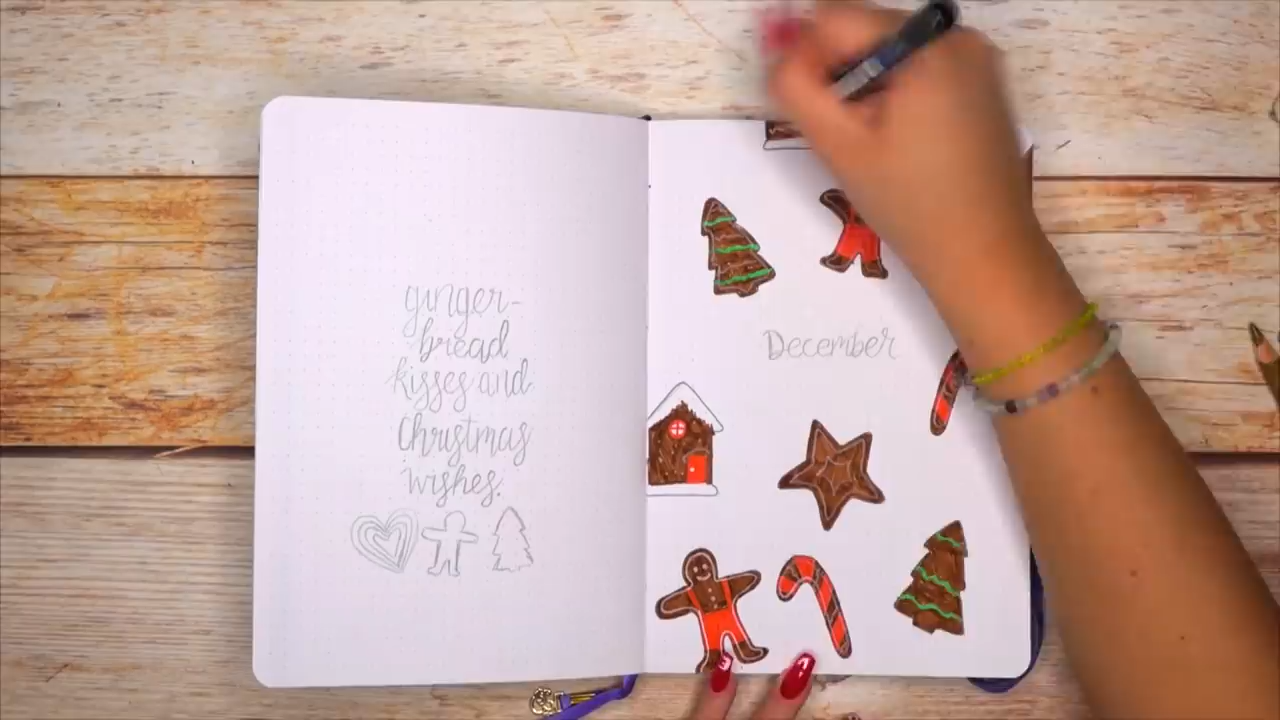 ginger-
bread
kisses and
Christmas
wishes.
December